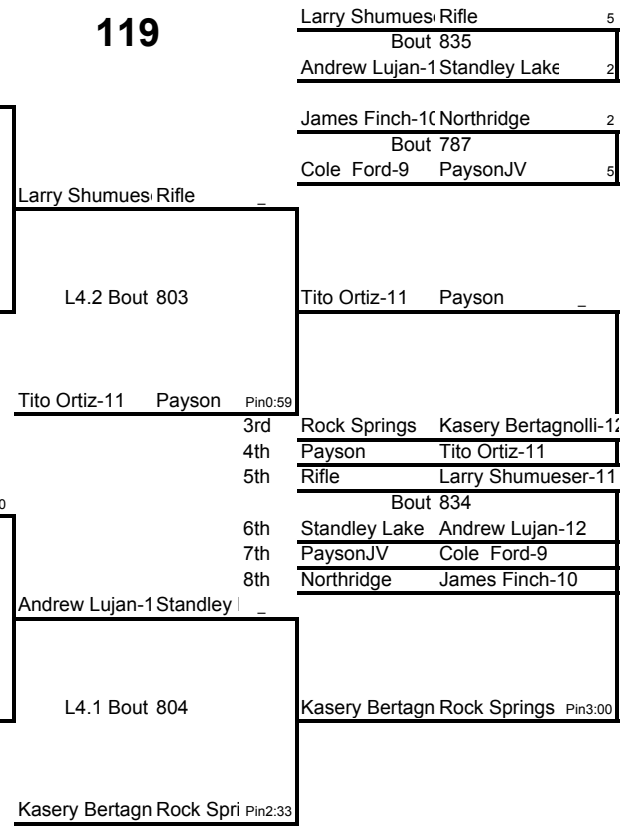 119
Larry Shumues Rifle 5
Bout 835
Andrew Lujan-1 Standley Lake 2
James Finch-10 Northridge 2
Bout 787
Cole Ford-9 PaysonJV 5
Larry Shumues Rifle _
L4.2 Bout 803
Tito Ortiz-11 Payson _
Tito Ortiz-11 Payson Pin0:59
3rd Rock Springs Kasery Bertagnolli-12
4th Payson Tito Ortiz-11
5th Rifle Larry Shumueser-11
0
Bout 834
6th Standley Lake Andrew Lujan-12
7th PaysonJV Cole Ford-9
8th Northridge James Finch-10
Andrew Lujan-1 Standley _
L4.1 Bout 804
Kasery Bertagn Rock Springs Pin3:00
Kasery Bertagn Rock Spri Pin2:33